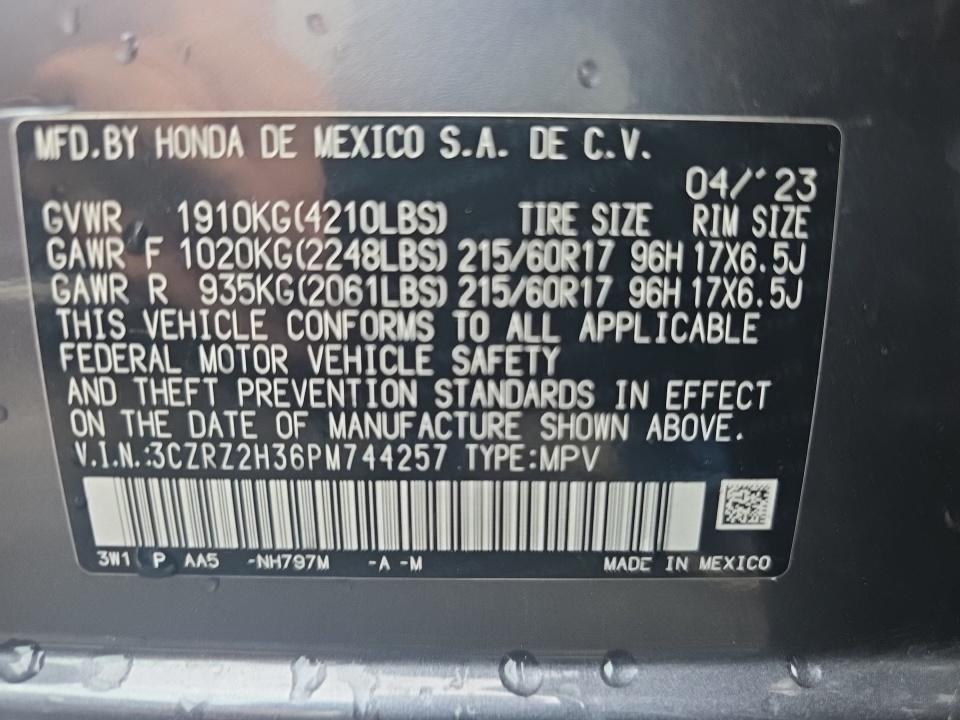 MFD.BY HONDA DE MEXICO S.A. DE C.V.
04/'23
GVWR 1910KG(4210LBS) TIRE SIZE RIM SIZE
GAWR F 1020KG(2248LBS) 215/60R17 96H 17X6.5J
GAWR R 935KG(2061LBS) 215/60R17 96H 17X6.5J
THIS VEHICLE CONFORMS TO ALL APPLICABLE
FEDERAL MOTOR VEHICLE SAFETY
AND THEFT PREVENTION STANDARDS IN EFFECT
ON THE DATE OF MANUFACTURE SHOWN ABOVE.
V.I.N.:3CZRZ2H36PM744257 TYPE:MPV
3W1 P AA5 -NH797M -A -M MADE IN MEXICO